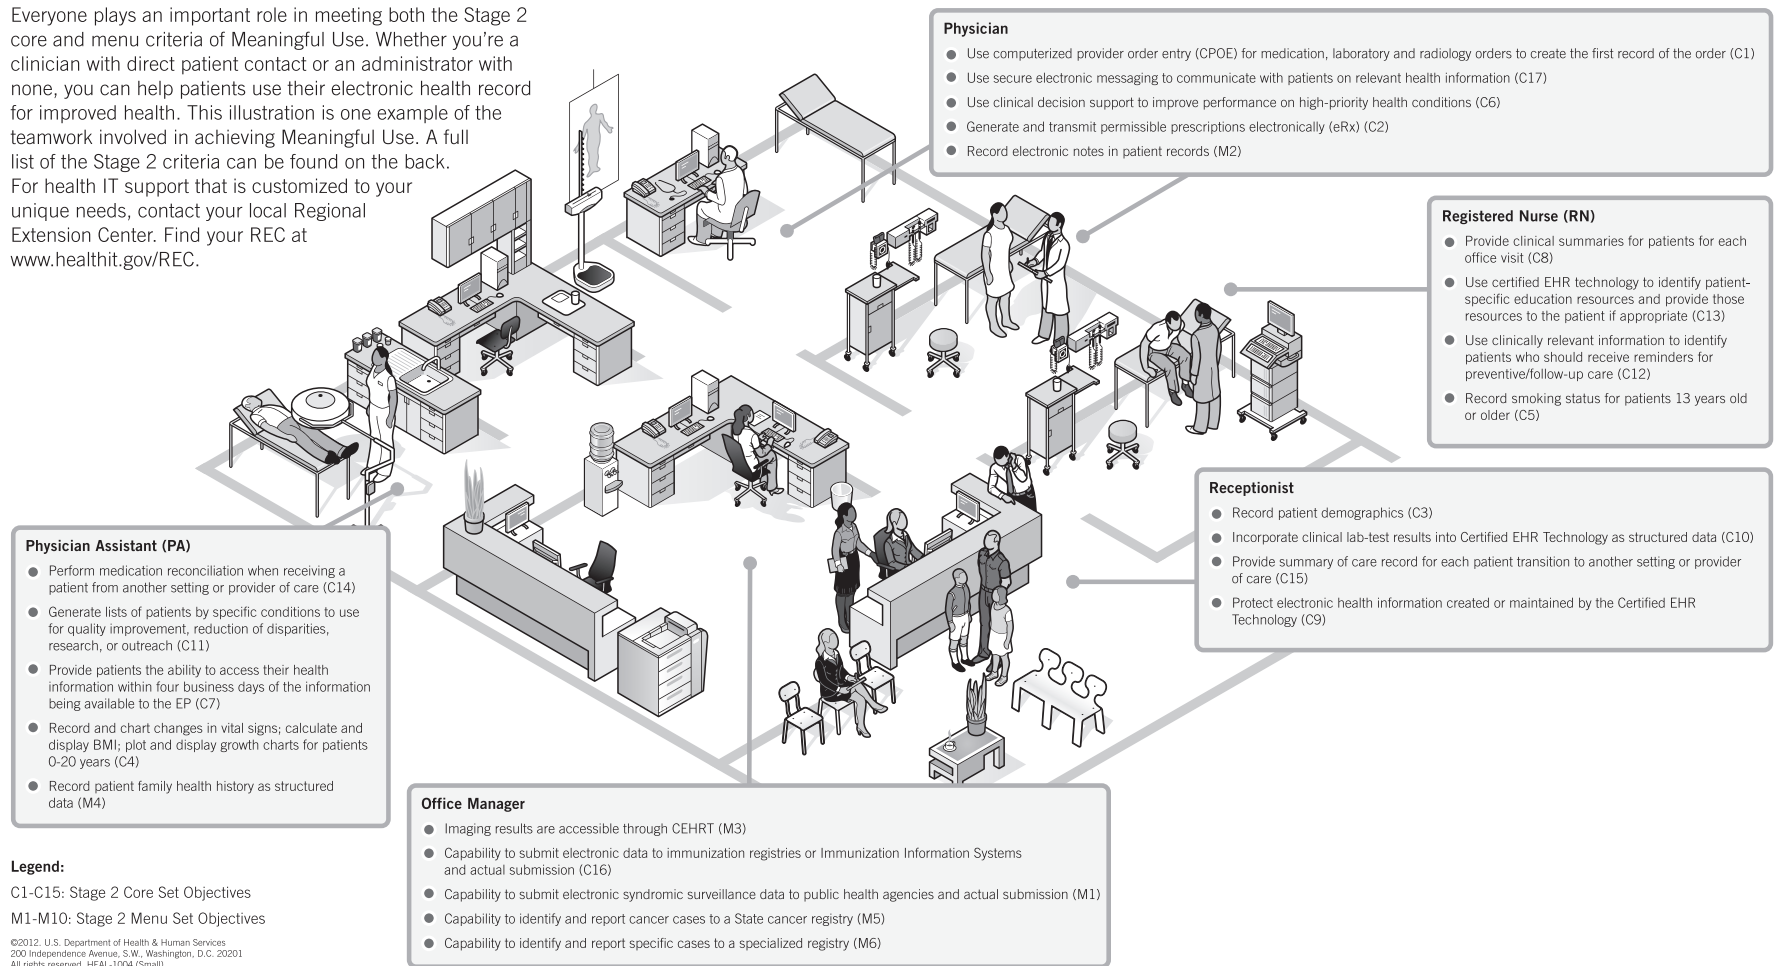 Everyone plays an important role in meeting both the Stage 2
core and menu criteria of Meaningful Use. Whether you're a
clinician with direct patient contact or an administrator with
none, you can help patients use their electronic health record
for improved health. This illustration is one example of the
teamwork involved in achieving Meaningful Use. A full
list of the Stage 2 criteria can be found on the back.
For health IT support that is customized to your
unique needs, contact your local Regional
Extension Center. Find your REC at
www.healthit.gov/REC.
Physician
Use computerized provider order entry (CPOE) for medication, laboratory and radiology orders to create the first record of the order (C1)
Use secure electronic messaging to communicate with patients on relevant health information (C17)
Use clinical decision support to improve performance on high-priority health conditions (C6)
Generate and transmit permissible prescriptions electronically (eRx) (C2)
Record electronic notes in patient records (M2)
Registered Nurse (RN)
Provide clinical summaries for patients for each
office visit (C8)
Use certified EHR technology to identify patient-
specific education resources and provide those
resources to the patient if appropriate (C13)
Use clinically relevant information to identify
patients who should receive reminders for
preventive/follow-up care (C12)
Record smoking status for patients 13 years old
or older (C5)
Receptionist
Record patient demographics (C3)
Incorporate clinical lab-test results into Certified EHR Technology as structured data (C10)
Provide summary of care record for each patient transition to another setting or provider
of care (C15)
Protect electronic health information created or maintained by the Certified EHR
Technology (C9)
Physician Assistant (PA)
Perform medication reconciliation when receiving a
patient from another setting or provider of care (C14)
Generate lists of patients by specific conditions to use
for quality improvement, reduction of disparities,
research, or outreach (C11)
Provide patients the ability to access their health
information within four business days of the information
being available to the EP (C7)
Record and chart changes in vital signs; calculate and
display BMI; plot and display growth charts for patients
0-20 years (C4)
Record patient family health history as structured
data (M4)
Office Manager
Imaging results are accessible through CEHRT (M3)
Capability to submit electronic data to immunization registries or Immunization Information Systems
and actual submission (C16)
Capability to submit electronic syndromic surveillance data to public health agencies and actual submission (M1)
Capability to identify and report cancer cases to a State cancer registry (M5)
Capability to identify and report specific cases to a specialized registry (M6)
Legend:
C1-C15: Stage 2 Core Set Objectives
M1-M10: Stage 2 Menu Set Objectives
©2012. U.S. Department of Health & Human Services
200 Independence Avenue, S.W., Washington, D.C. 20201
All rights reserved. HEAL-1004 (Small)